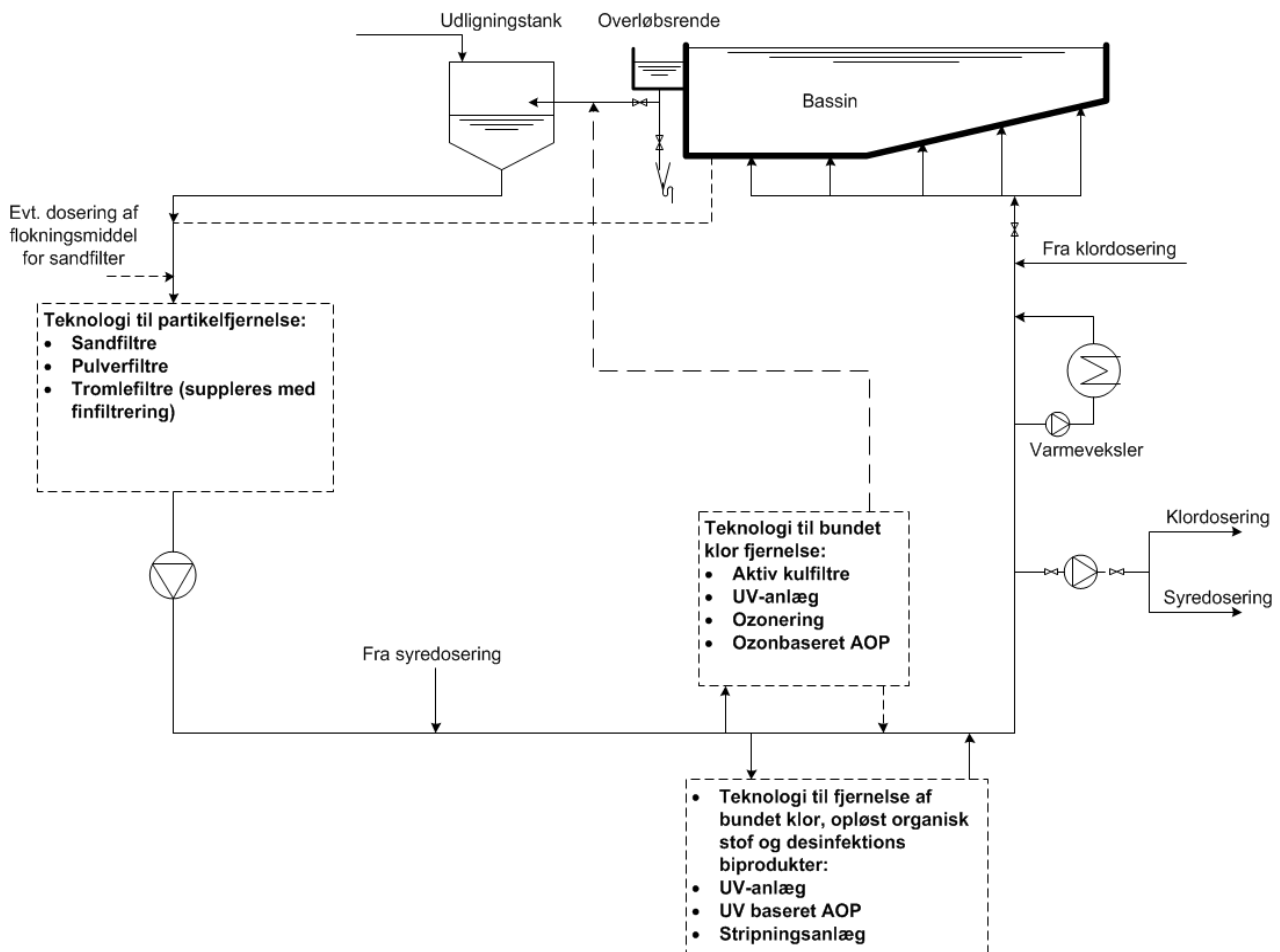 Udligningstank
Overløbsrende
Bassin
Evt. dosering af
flokningsmiddel
for sandfilter
Fra klordosering
Teknologi til partikelfjernelse:
• Sandfiltre
• Pulverfiltre
• Tromlefiltre (suppleres med
finfiltrering)
Varmeveksler
Teknologi til bundet
klor fjernelse:
• Aktiv kulfiltre
• UV-anlæg
• Ozonering
• Ozonbaseret AOP
Klordosering
Syredosering
Fra syredosering
• Teknologi til fjernelse af
bundet klor, opløst organisk
stof og desinfektions
biprodukter:
• UV-anlæg
• UV baseret AOP
• Stripningsanlæg